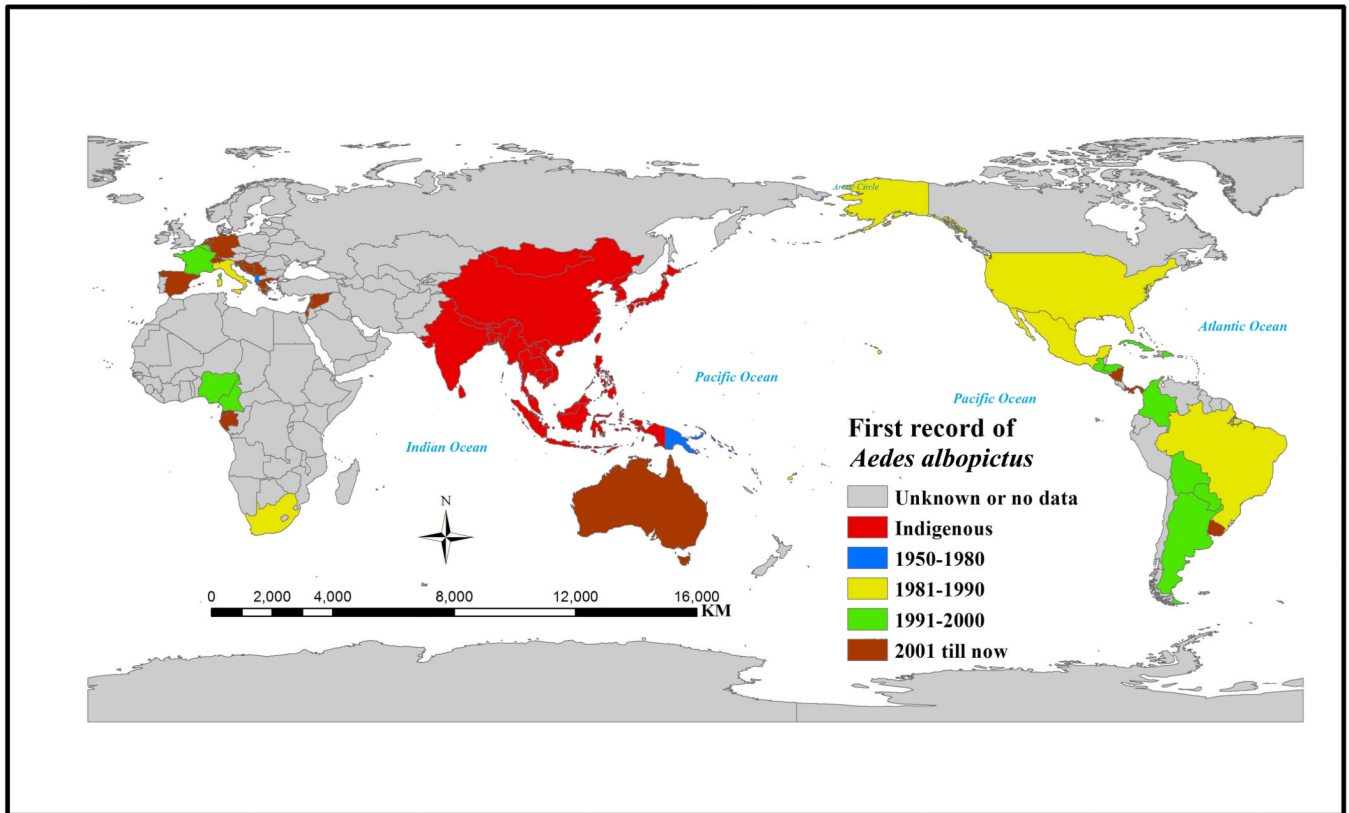 Arctic Circle
Atlantic Ocean
Pacific Ocean
Pacific Ocean
Indian Ocean
First record of
Aedes albopictus
Unknown or no data
Indigenous
1950-1980
1981-1990
1991-2000
2001 till now
N
0 2,000 4,000 8,000 12,000 16,000
KM